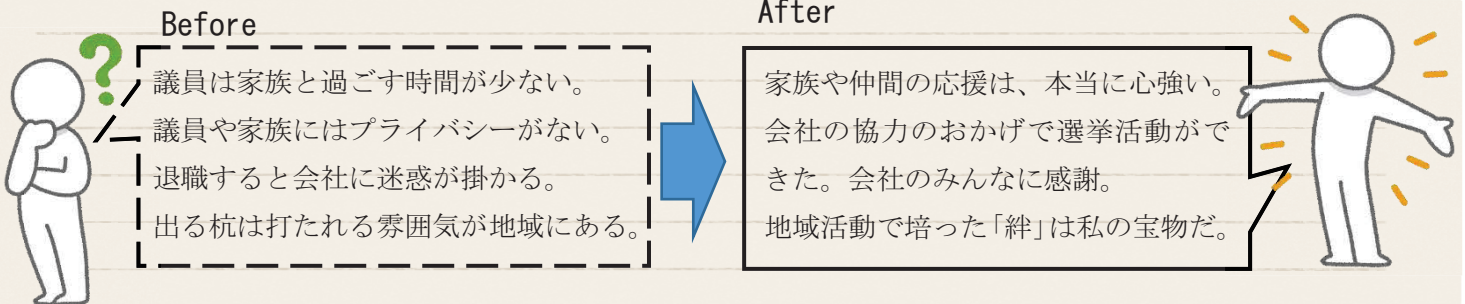 Before
議員は家族と過ごす時間が少ない。
議員や家族にはプライバシーがない。
退職すると会社に迷惑が掛かる。
出る杭は打たれる雰囲気が地域にある。
After
家族や仲間の応援は、本当に心強い。
会社の協力のおかげで選挙活動がで
きた。会社のみんなに感謝。
地域活動で培った「絆」は私の宝物だ。